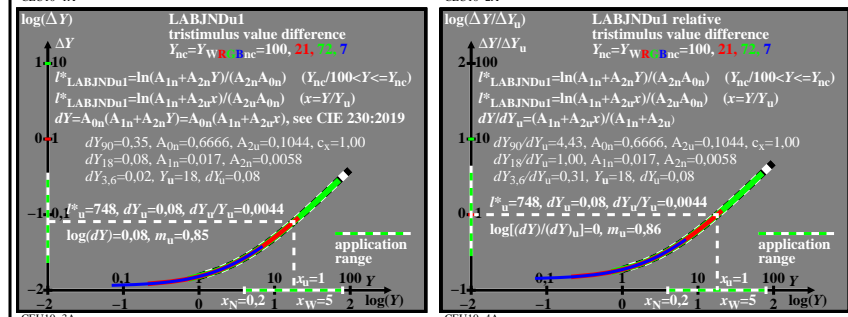 log(ΔY)
LABJNDu1
tristimulus value difference
Ync=YWRGBnc=100, 21, 72, 7
ΔY
1 10
l*LABJNDu1=ln(A1n+A2nY)/(A2nA0n) (Ync/100<Y<=Ync)
l*LABJNDu1=ln(A1n+A2ux)/(A2uA0n) (x=Y/Yu)
dY=A0n(A1n+A2nY)=A0n(A1n+A2ux), see CIE 230:2019
0 1
dY90=0,35, A0n=0,6666, A2u=0,1044, cx=1,00
dY18=0,08, A1n=0,017, A2n=0,0058
dY3,6=0,02, Yu=18, dYu=0,08
l*u=748, dYu=0,08, dYu/Yu=0,0044
−1 0,1
log(dY)=0,08, mu=0,85
application
range
0,1 1 10 100 Y
xu=1
−2
xN=0,2 xW=5 log(Y)
−2 −1 0 1 2
log(ΔY/ΔYu)
LABJNDu1 relative
tristimulus value difference
Ync=YWRGBnc=100, 21, 72, 7
ΔY/ΔYu
2 100
l*LABJNDu1=ln(A1n+A2nY)/(A2nA0n) (Ync/100<Y<=Ync)
l*LABJNDu1=ln(A1n+A2ux)/(A2uA0n) (x=Y/Yu)
dY/dYu=(A1n+A2ux)/(A1n+A2u)
1 10
dY90/dYu=4,43, A0n=0,6666, A2u=0,1044, cx=1,00
dY18/dYu=1,00, A1n=0,017, A2n=0,0058
dY3,6/dYu=0,31, Yu=18, dYu=0,08
l*u=748, dYu=0,08, dYu/Yu=0,0044
0 1
log[(dY)/(dY)u]=0, mu=0,86
application
range
0,1 1 10 100 Y
xu=1
−1
xN=0,2 xW=5 log(Y)
−2 −1 0 1 2